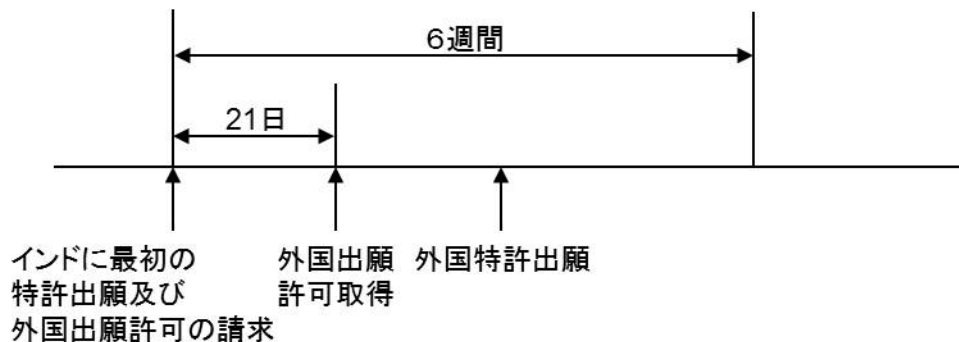 6週間
21日
インドに最初の
特許出願及び
外国出願許可の請求
外国出願
許可取得
外国特許出願